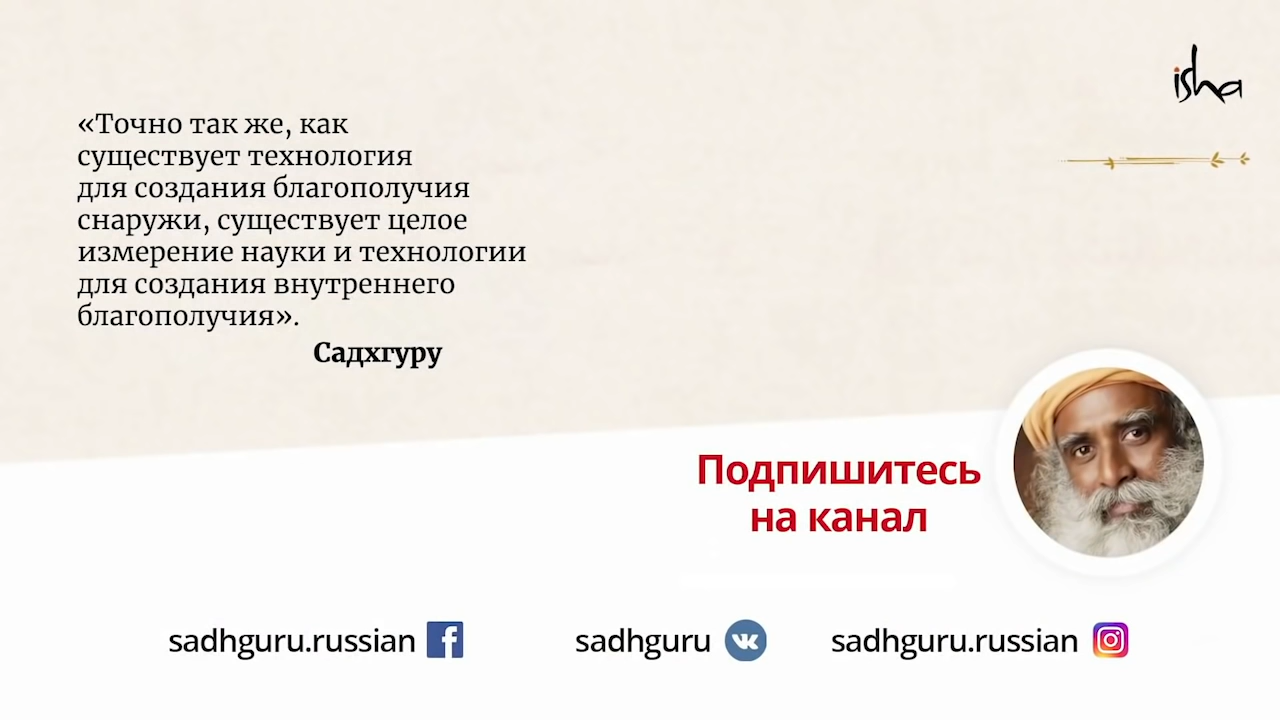 isha
«Точно так же, как
существует технология
для создания благополучия
снаружи, существует целое
измерение науки и технологии
для создания внутреннего
благополучия».
Садхгуру
Подпишитесь
на канал
sadhguru.russian
sadhguru
sadhguru.russian